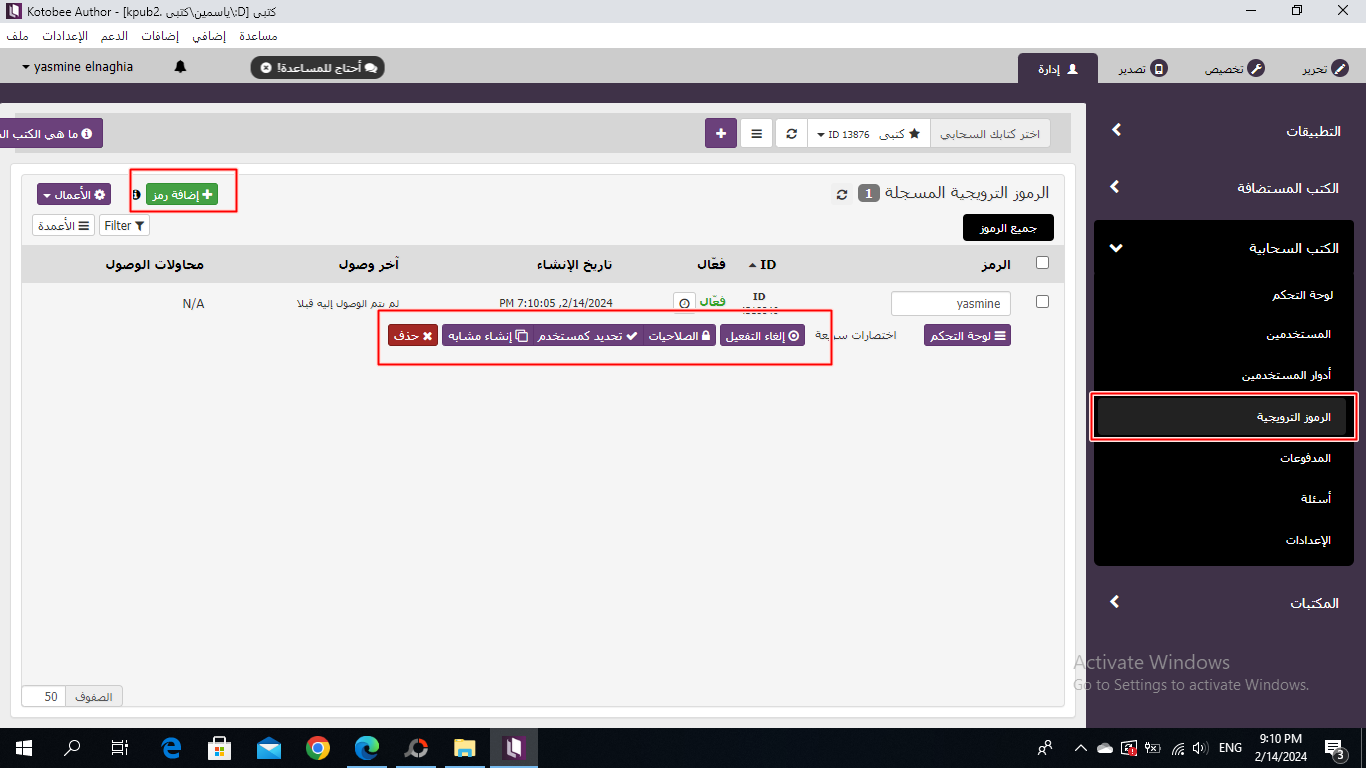 Kotobee Author - [kpub2. كتبى\ياسمين\:D] كتبى
ملف الإعدادات الدعم إضافات إضافي مساعدة
تحرير تخصيص تصدير إدارة أحتاج للمساعدة! yasmine elnaghia
التطبيقات
الكتب المستضافة
الكتب السحابية
لوحة التحكم
المستخدمين
أدوار المستخدمين
الرموز الترويجية
المدفوعات
أسئلة
الإعدادات
المكتبات
اختر كتابك السحابي كتبى ID 13876 ما هي الكتب
الرموز الترويجية المسجلة 1 إضافة رمز الأعمال
جميع الرموز Filter الأعمدة
الرمز ID فعّال تاريخ الإنشاء آخر وصول محاولات الوصول
yasmine ID فعّال 2/14/2024, 7:10:05 PM لم يتم الوصول إليه قبلا N/A
لوحة التحكم اختصارات سريعة إلغاء التفعيل الصلاحيات تحديد كمستخدم إنشاء مشابه حذف
الصفوف 50
Activate Windows
Go to Settings to activate Windows.
ENG 9:10 PM
2/14/2024 3